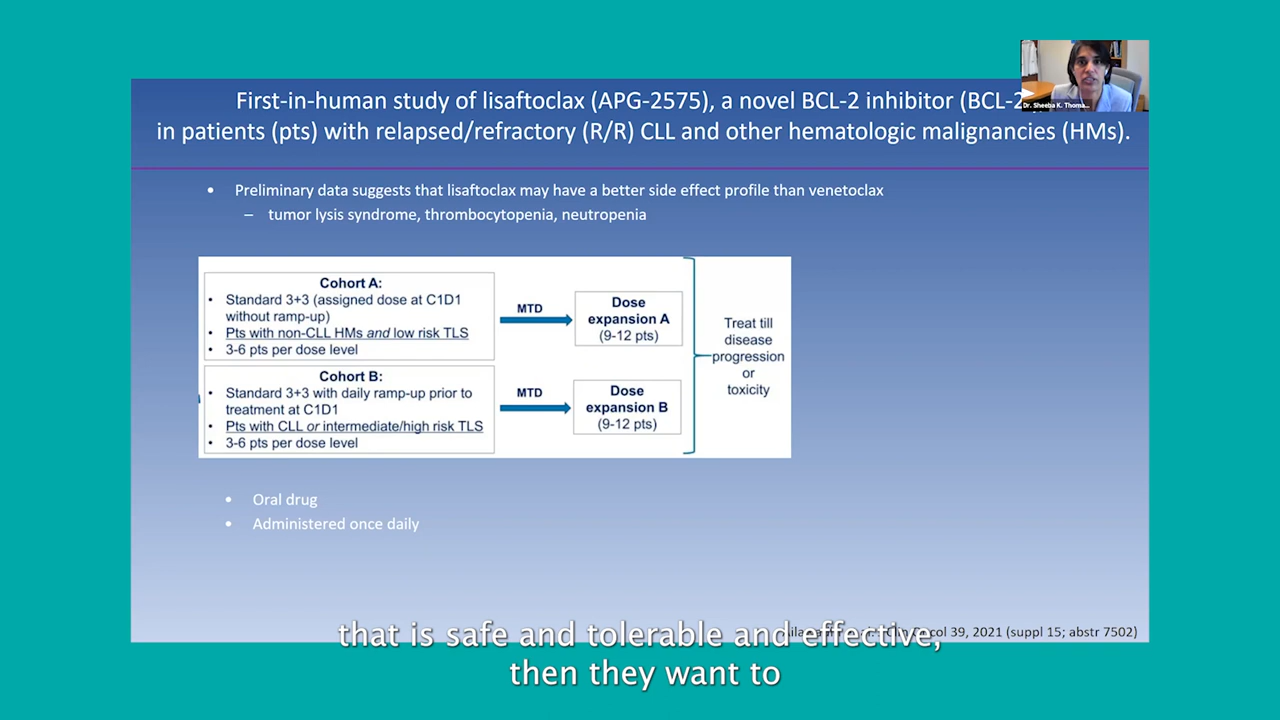 First-in-human study of lisaftoclax (APG-2575), a novel BCL-2 inhibitor (BCL-2
in patients (pts) with relapsed/refractory (R/R) CLL and other hematologic malignancies (HMs).
Dr. Sheeba K. Thoma...
• Preliminary data suggests that lisaftoclax may have a better side effect profile than venetoclax
– tumor lysis syndrome, thrombocytopenia, neutropenia
Cohort A:
• Standard 3+3 (assigned dose at C1D1
without ramp-up)
• Pts with non-CLL HMs and low risk TLS
• 3-6 pts per dose level
MTD
Dose
expansion A
(9-12 pts)
Cohort B:
• Standard 3+3 with daily ramp-up prior to
treatment at C1D1
• Pts with CLL or intermediate/high risk TLS
• 3-6 pts per dose level
MTD
Dose
expansion B
(9-12 pts)
Treat till
disease
progression
or
toxicity
• Oral drug
• Administered once daily
col 39, 2021 (suppl 15; abstr 7502)
that is safe and tolerable and effective,
then they want to